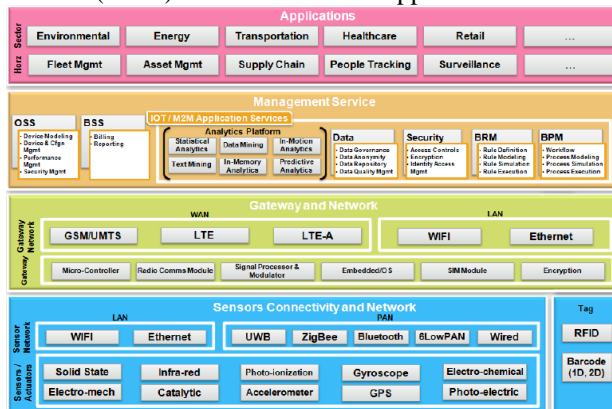 Applications
Sector
Environmental Energy Transportation Healthcare Retail ...
Horz
Fleet Mgmt Asset Mgmt Supply Chain People Tracking Surveillance ...
Management Service
OSS
• Device Modeling
• Device & Cfgn
Mgmt
• Performance
Mgmt
• Security Mgmt
BSS
• Billing
• Reporting
IOT / M2M Application Services
Analytics Platform
Statistical
Analytics
Data Mining
In-Motion
Analytics
Text Mining
In-Memory
Analytics
Predictive
Analytics
Data
• Data Governance
• Data Anonymity
• Data Repository
• Data Quality Mgmt
Security
• Access Controls
• Encryption
• Identity Access
Mgmt
BRM
• Rule Definition
• Rule Modeling
• Rule Simulation
• Rule Execution
BPM
• Workflow
• Process Modeling
• Process Simulation
• Process Execution
Gateway and Network
Gateway
Network
WAN
GSM/UMTS LTE LTE-A
LAN
WIFI Ethernet
Gateway
Micro-Controller
Radio Comms Module
Signal Processor &
Modulator
Embedded/OS
SIM Module
Encryption
Sensors Connectivity and Network
Sensor
Network
LAN
WIFI Ethernet
PAN
UWB ZigBee Bluetooth 6LowPAN Wired
Sensors /
Actuators
Solid State Infra-red Photo-ionization Gyroscope Electro-chemical
Electro-mech Catalytic Accelerometer GPS Photo-electric
Tag
RFID
Barcode
(1D, 2D)